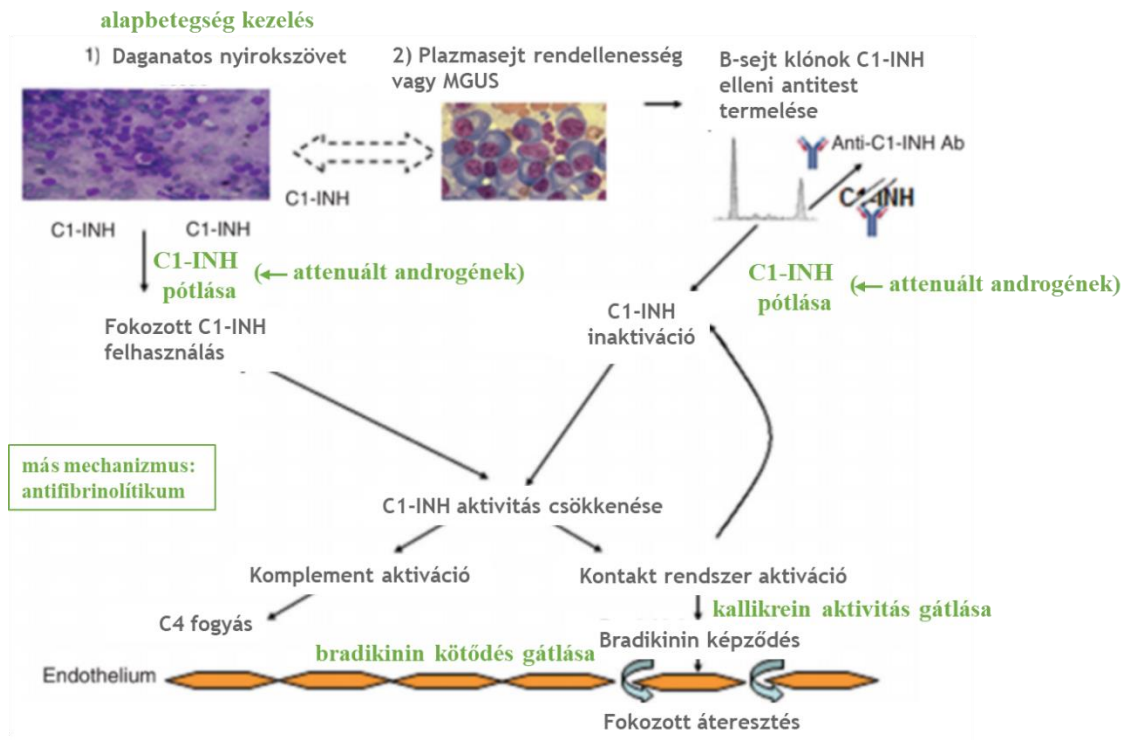 alapbetegség kezelés
1) Daganatos nyirokszövet
2) Plazmasejt rendellenesség
vagy MGUS
B-sejt klónok C1-INH
elleni antitest
termelése
Anti-C1-INH Ab
C1-INH
C1-INH
C1-INH
C1-INH
C1-INH
pótlása
(← attenuált androgének)
C1-INH
pótlása
(← attenuált androgének)
Fokozott C1-INH
felhasználás
C1-INH
inaktiváció
más mechanizmus:
antifibrinolítikum
C1-INH aktivitás csökkenése
Komplement aktiváció
Kontakt rendszer aktiváció
kallikrein aktivitás gátlása
C4 fogyás
Bradikinin képződés
bradikinin kötődés gátlása
Endothelium
Fokozott áteresztés